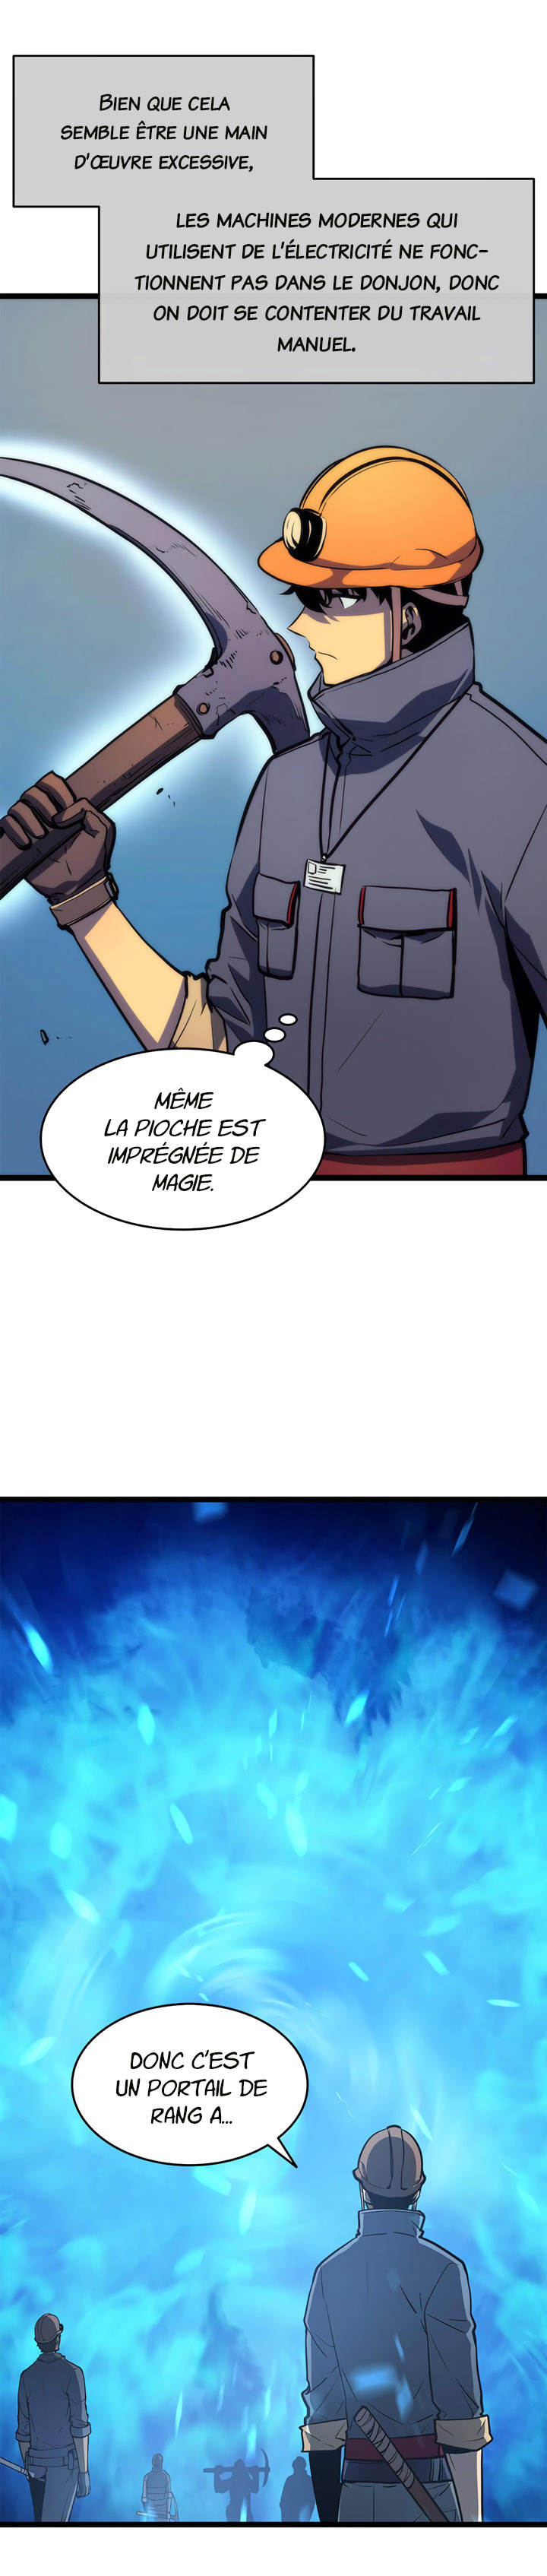 BIEN QUE CELA
SEMBLE ÊTRE UNE MAIN
D'ŒUVRE EXCESSIVE,
LES MACHINES MODERNES QUI
UTILISENT DE L'ÉLECTRICITÉ NE FONC-
TIONNENT PAS DANS LE DONJON, DONC
ON DOIT SE CONTENTER DU TRAVAIL
MANUEL.
MÊME
LA PIOCHE EST
IMPRÉGNÉE DE
MAGIE.
DONC C'EST
UN PORTAIL DE
RANG A...